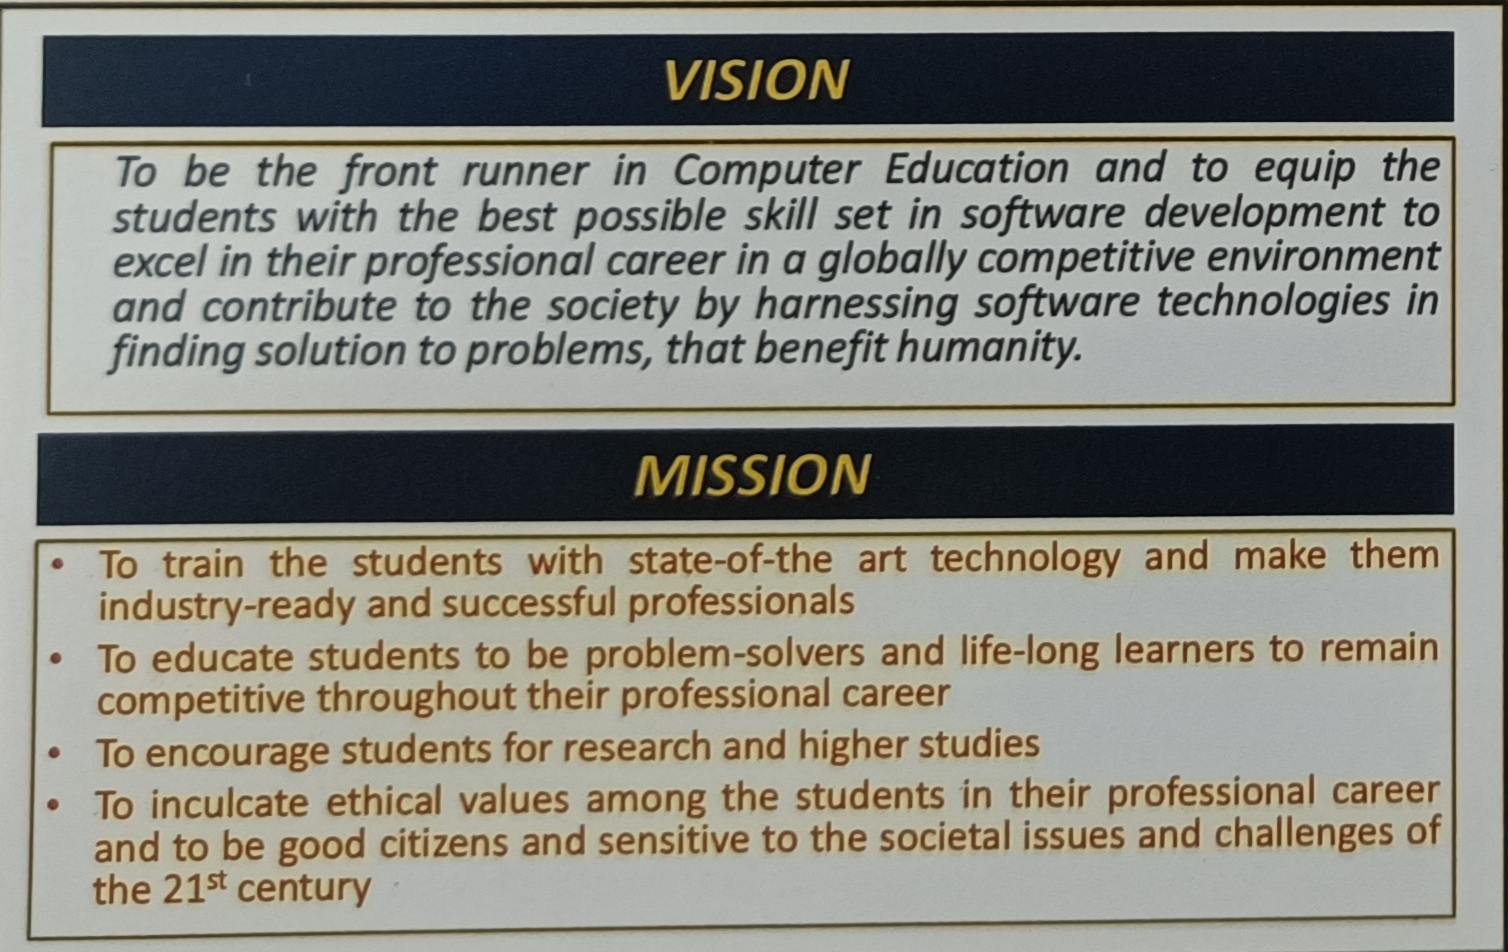 VISION
To be the front runner in Computer Education and to equip the
students with the best possible skill set in software development to
excel in their professional career in a globally competitive environment
and contribute to the society by harnessing software technologies in
finding solution to problems, that benefit humanity.
MISSION
• To train the students with state-of-the art technology and make them
industry-ready and successful professionals
• To educate students to be problem-solvers and life-long learners to remain
competitive throughout their professional career
• To encourage students for research and higher studies
• To inculcate ethical values among the students in their professional career
and to be good citizens and sensitive to the societal issues and challenges of
the 21st century